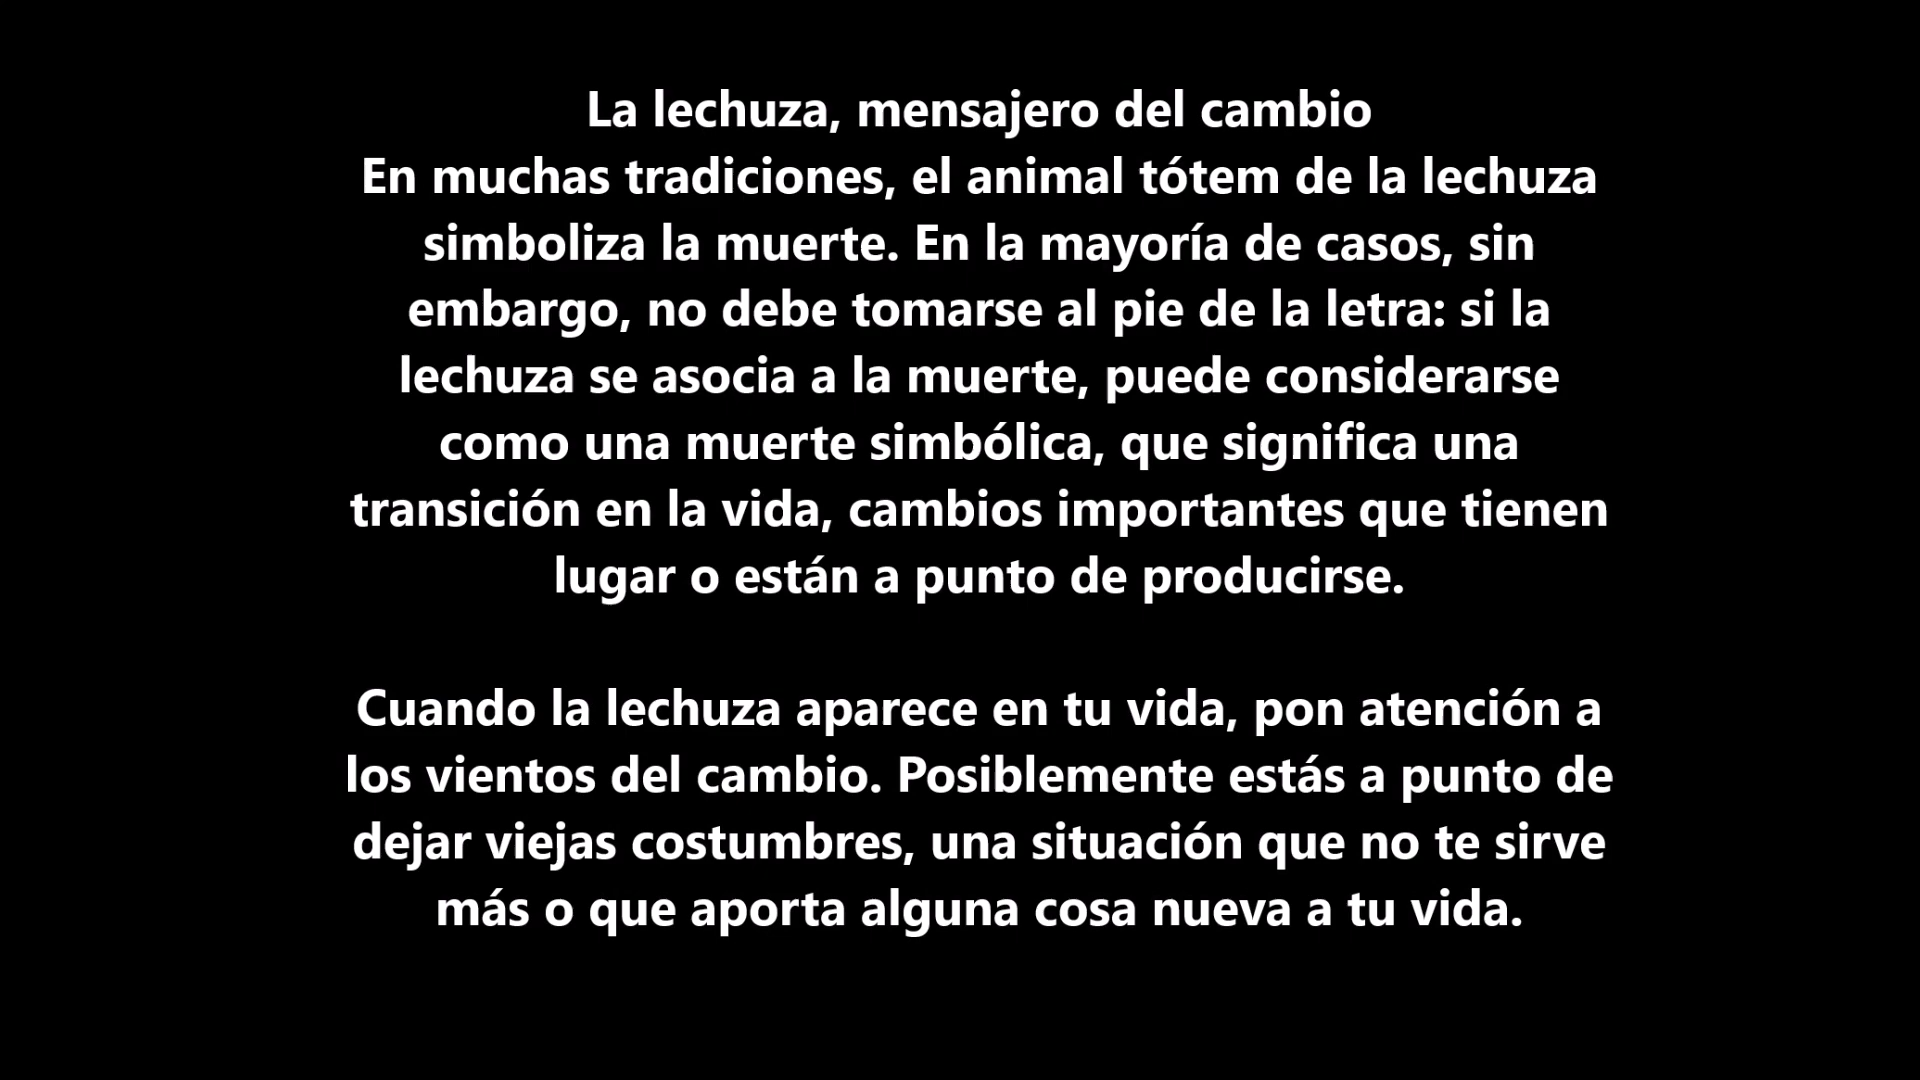 La lechuza, mensajero del cambio
En muchas tradiciones, el animal tótem de la lechuza
simboliza la muerte. En la mayoría de casos, sin
embargo, no debe tomarse al pie de la letra: si la
lechuza se asocia a la muerte, puede considerarse
como una muerte simbólica, que significa una
transición en la vida, cambios importantes que tienen
lugar o están a punto de producirse.
Cuando la lechuza aparece en tu vida, pon atención a
los vientos del cambio. Posiblemente estás a punto de
dejar viejas costumbres, una situación que no te sirve
más o que aporta alguna cosa nueva a tu vida.